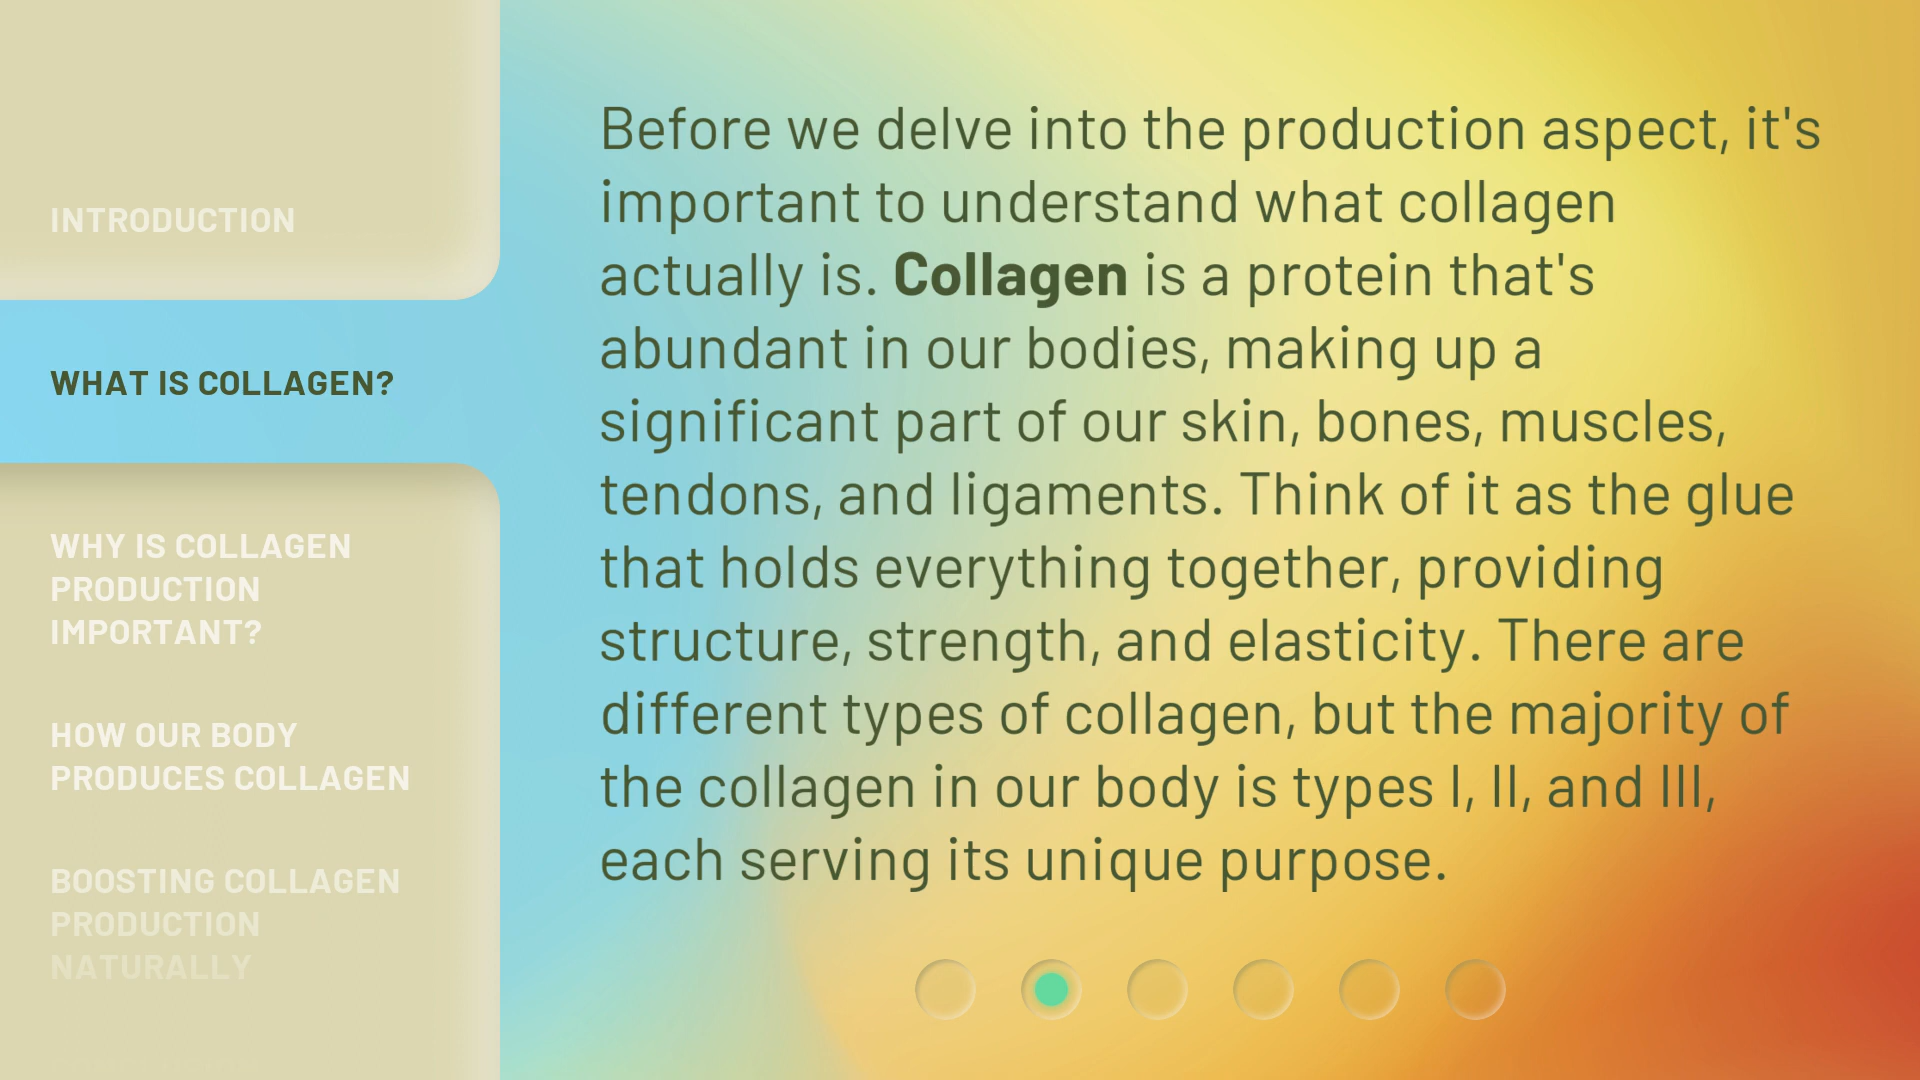 INTRODUCTION
WHAT IS COLLAGEN?
WHY IS COLLAGEN
PRODUCTION
IMPORTANT?
HOW OUR BODY
PRODUCES COLLAGEN
BOOSTING COLLAGEN
PRODUCTION
NATURALLY
Before we delve into the production aspect, it's
important to understand what collagen
actually is. Collagen is a protein that's
abundant in our bodies, making up a
significant part of our skin, bones, muscles,
tendons, and ligaments. Think of it as the glue
that holds everything together, providing
structure, strength, and elasticity. There are
different types of collagen, but the majority of
the collagen in our body is types I, II, and III,
each serving its unique purpose.